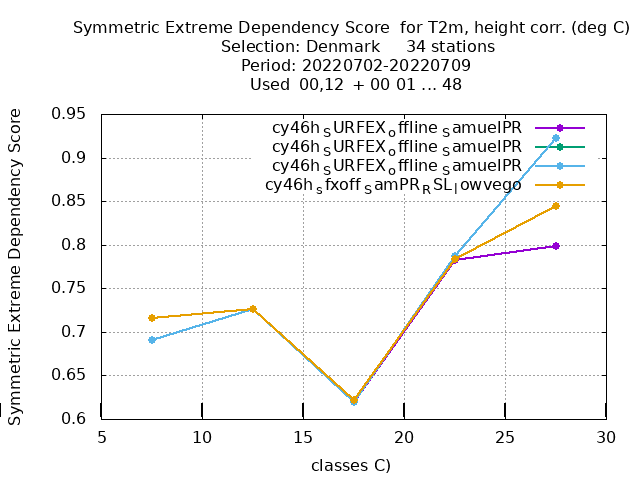 Symmetric Extreme Dependency Score for T2m, height corr. (deg C)
Selection: Denmark 34 stations
Period: 20220702-20220709
Used 00,12 + 00 01 ... 48
Symmetric Extreme Dependency Score
0.95
0.9
0.85
0.8
0.75
0.7
0.65
0.6
cy46h_SURFEX_offline_SamuelPR
cy46h_SURFEX_offline_SamuelPR
cy46h_SURFEX_offline_SamuelPR
cy46h_sfxoff_SamPR_RSL_lowvego
5 10 15 20 25 30
classes C)